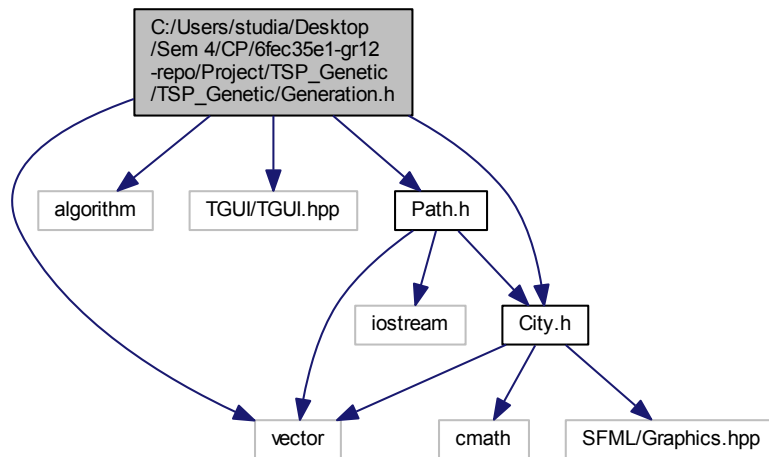 C:/Users/studia/Desktop
/Sem 4/CP/6fec35e1-gr12
-repo/Project/TSP_Genetic
/TSP_Genetic/Generation.h
algorithm
TGUI/TGUI.hpp
Path.h
iostream
City.h
vector
cmath
SFML/Graphics.hpp